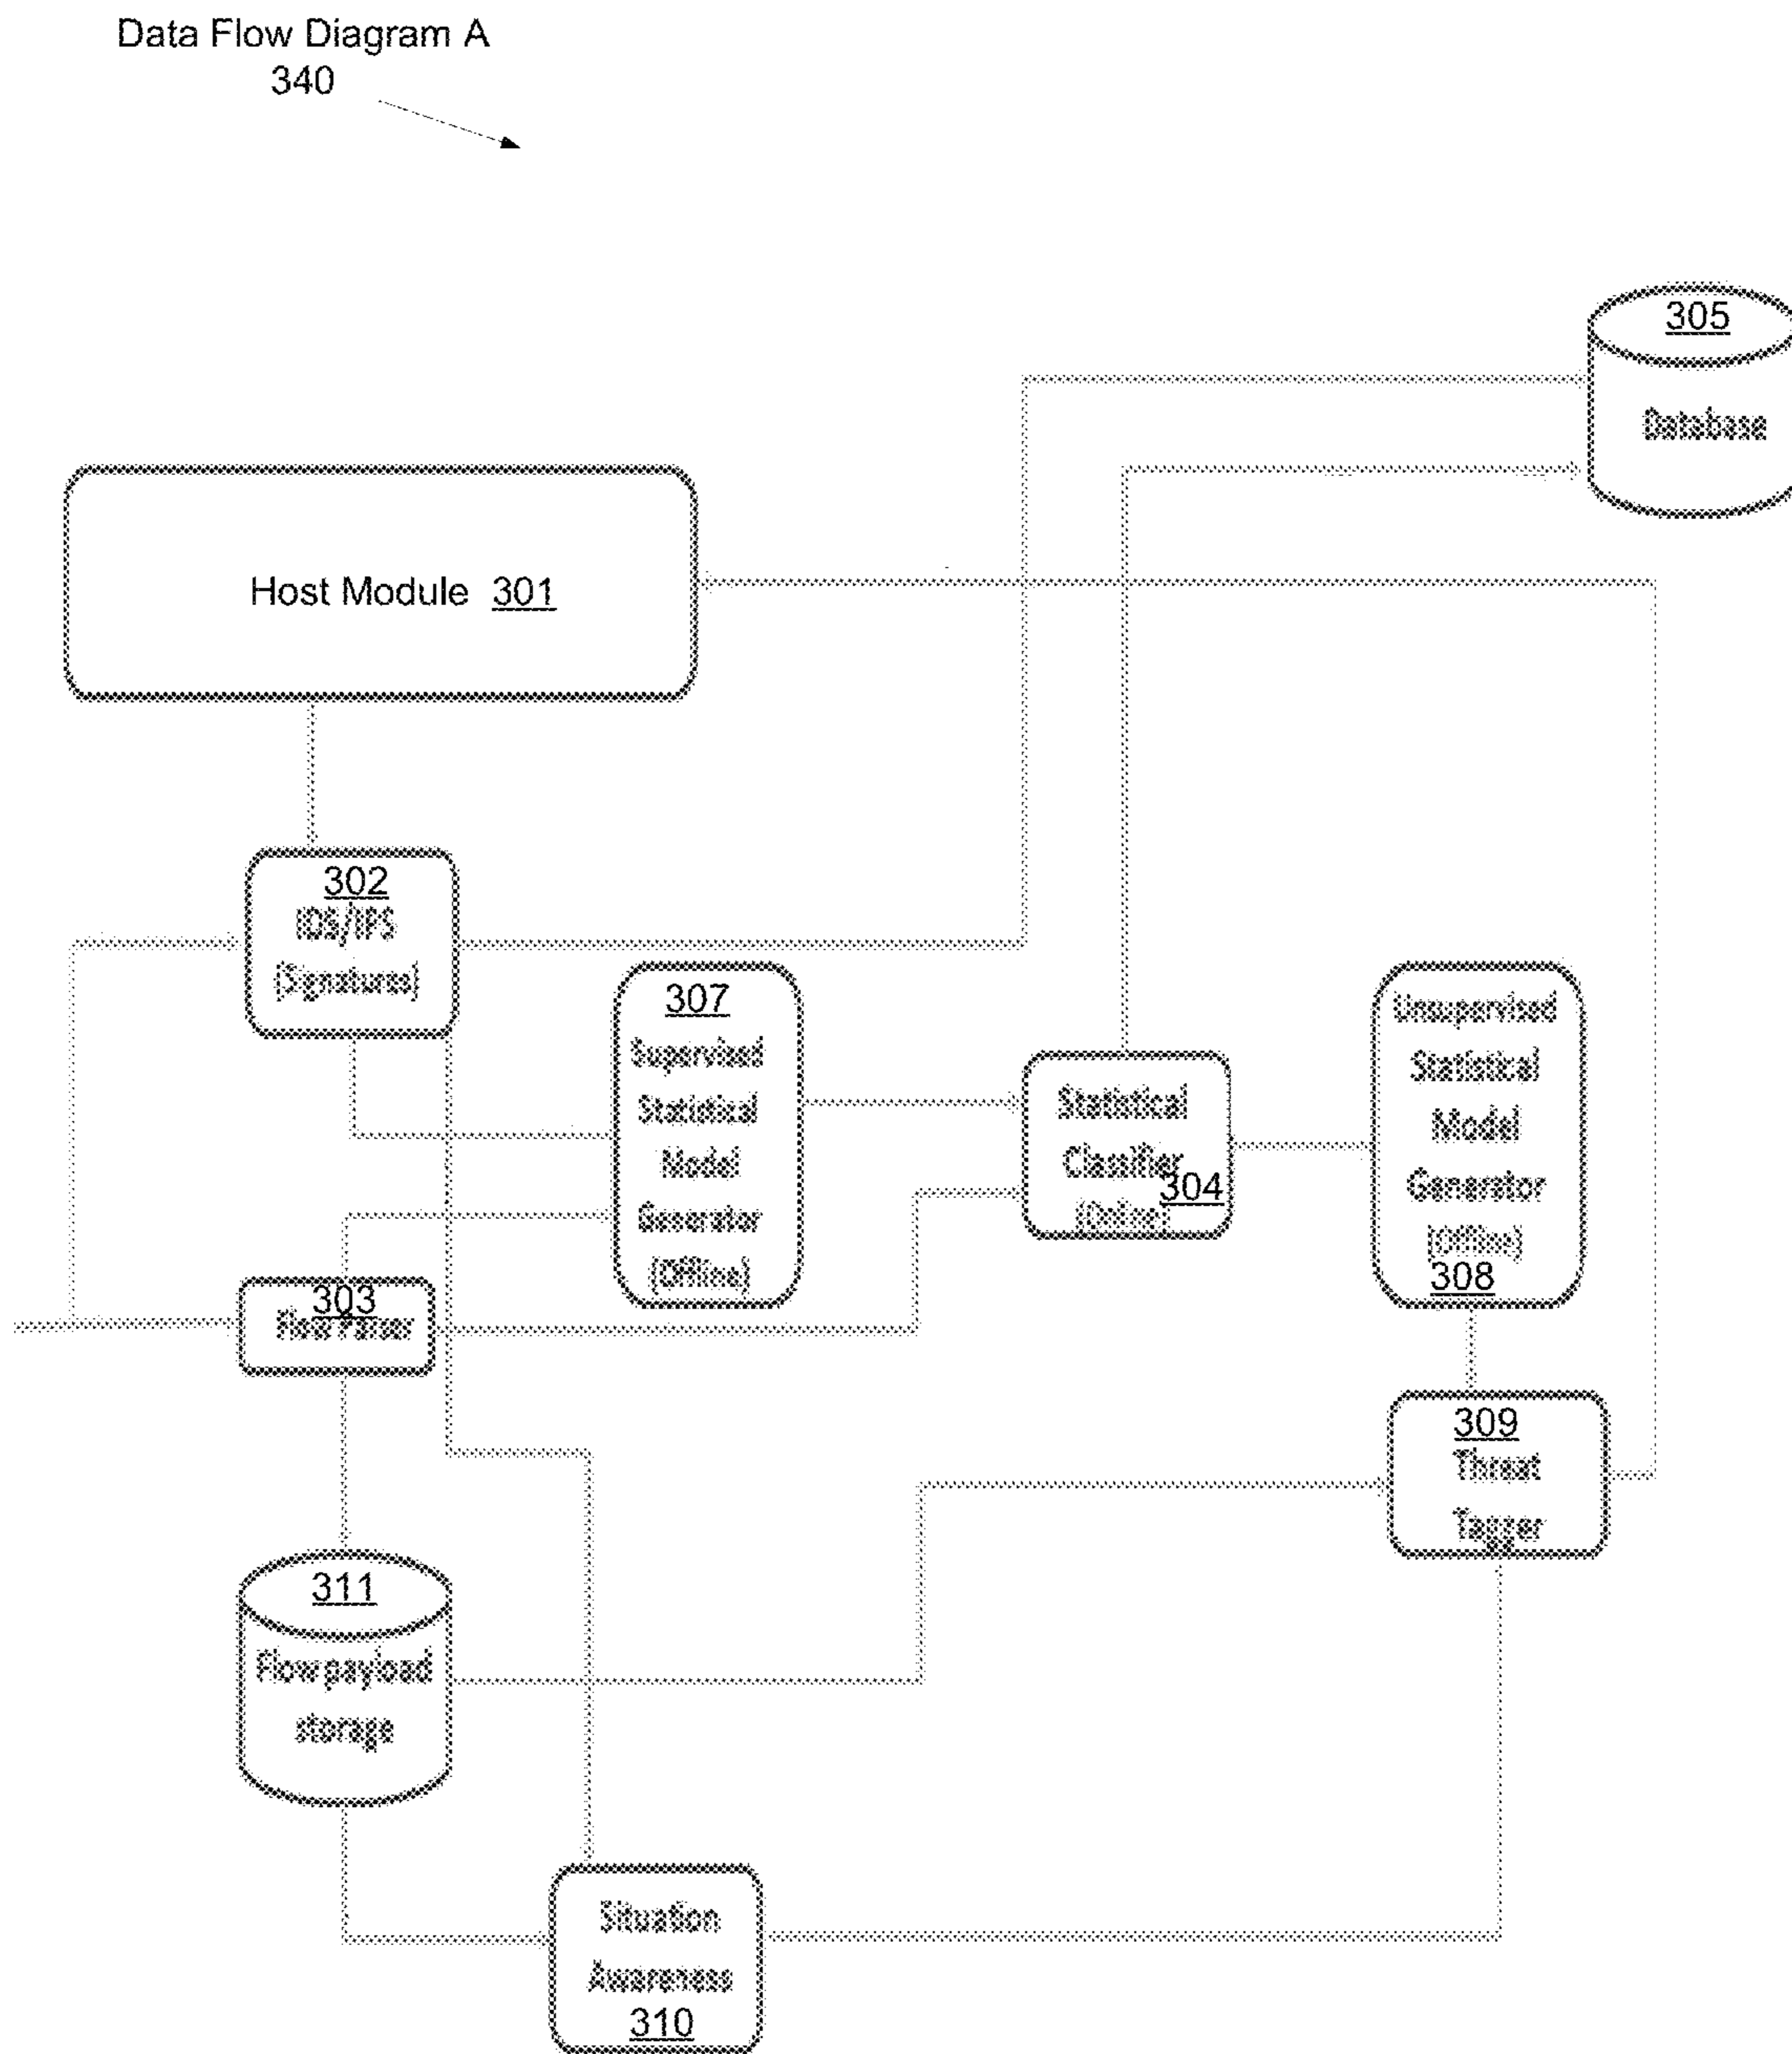 Data Flow Diagram A
340
305
Database
Host Module 301
302
IDS/IPS
(Signatures)
307
Supervised
Statistical
Model
Generator
(Offline)
Statistical
Classifier
304
(Online)
Unsupervised
Statistical
Model
Generator
(Offline)
308
303
Flow Parser
309
Threat
Tagger
311
Flow payload
storage
Situation
Awareness
310